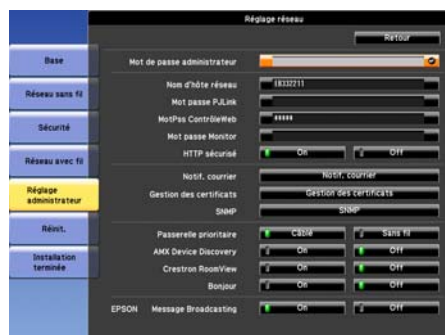 Réglage réseau
Retour
Base
Réseau sans fil
Sécurité
Réseau avec fil
Réglage administrateur
Réinit.
Installation terminée
Mot de passe administrateur
Nom d'hôte réseau EB332211
Mot passe PJLink
MotPss ContrôleWeb *****
Mot passe Monitor
HTTP sécurisé On Off
Notif. courrier Notif. courrier
Gestion des certificats Gestion des certificats
SNMP SNMP
Passerelle prioritaire Câblé Sans fil
AMX Device Discovery On Off
Crestron RoomView On Off
Bonjour On Off
EPSON Message Broadcasting On Off